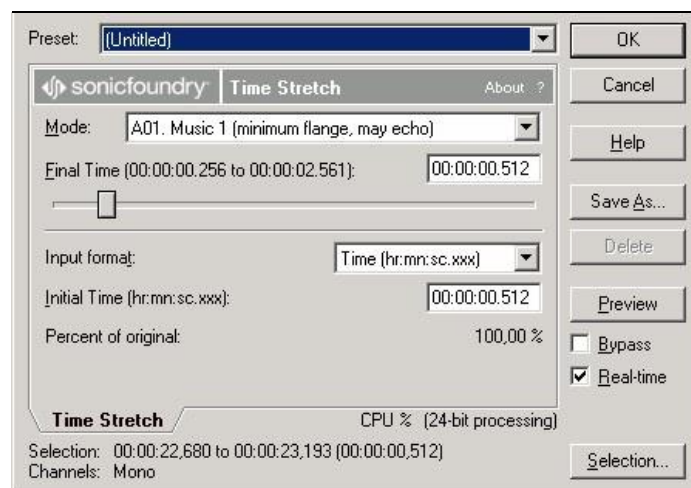 Preset: (Untitled)
OK
sonicfoundry Time Stretch About ?
Cancel
Mode: A01. Music 1 (minimum flange, may echo)
Help
Final Time (00:00:00.256 to 00:00:02.561): 00:00:00.512
Save As...
Delete
Input format: Time (hr:mn:sc.xxx)
Initial Time (hr:mn:sc.xxx): 00:00:00.512
Preview
Percent of original: 100,00 %
Bypass
Real-time
Time Stretch CPU % (24-bit processing)
Selection: 00:00:22,680 to 00:00:23,193 (00:00:00,512)
Channels: Mono
Selection...